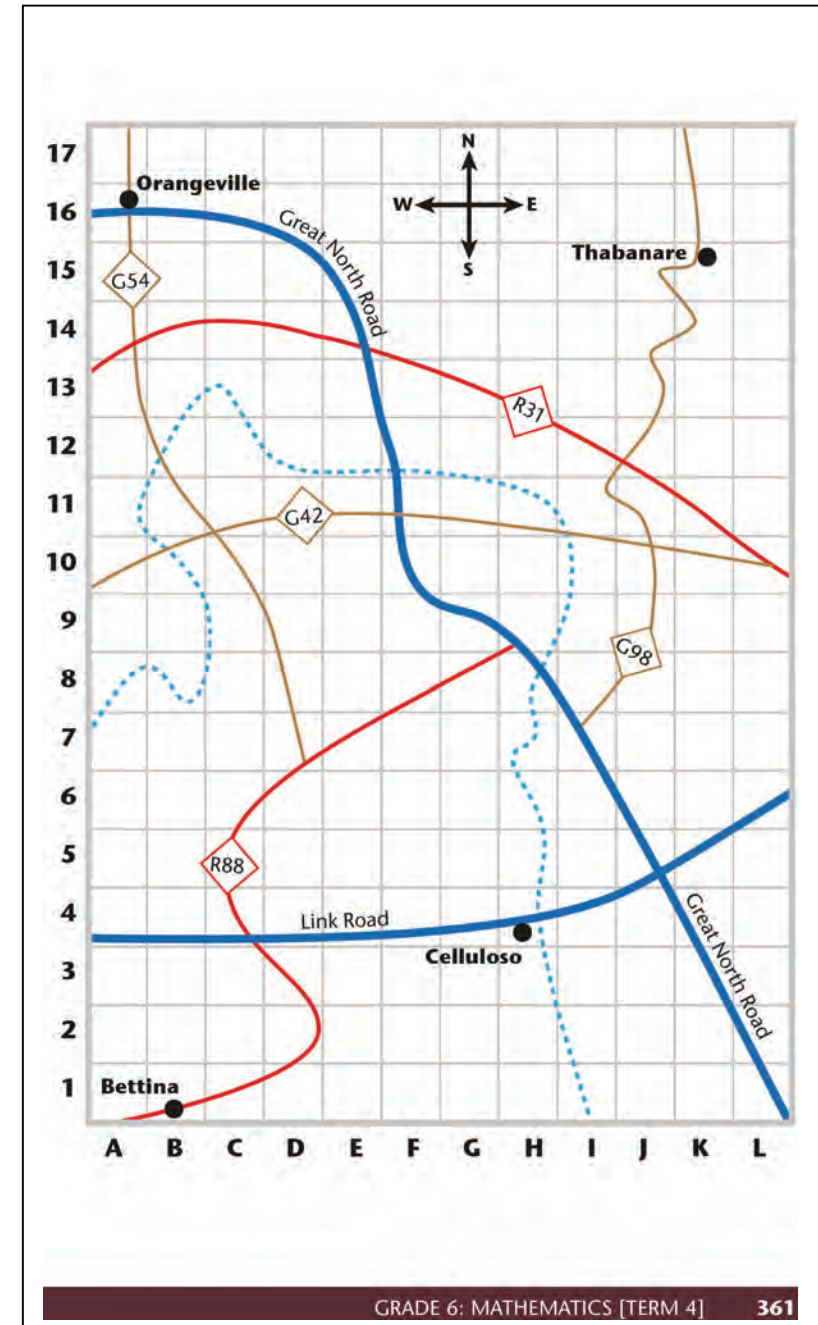 17
N
Orangeville
16
W E
Great North Road
Thabanare
15
S
G54
14
13
R31
12
11
G42
10
9
G98
8
7
6
5
R88
4
Link Road
Great North Road
Celluloso
3
2
1
Bettina
A B C D E F G H I J K L
GRADE 6: MATHEMATICS [TERM 4] 361